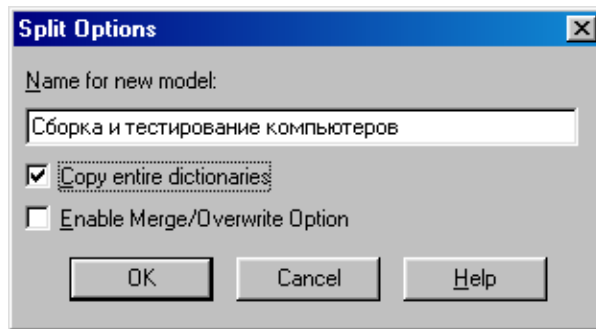 Split Options
Name for new model:
Сборка и тестирование компьютеров
Copy entire dictionaries
Enable Merge/Overwrite Option
OK Cancel Help